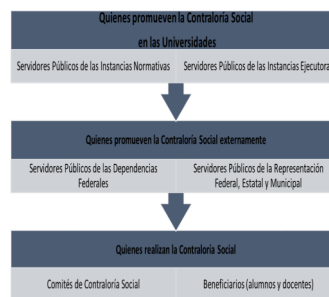 Quienes promueven la Contraloría Social
en las Universidades
Servidores Públicos de las Instancias Normativas
Servidores Públicos de las Instancias Ejecutora
Quienes promueven la Contraloría Social externamente
Servidores Públicos de las Dependencias
Federales
Servidores Públicos de la Representación
Federal, Estatal y Municipal
Quienes realizan la Contraloría Social
Comités de Contraloría Social
Beneficiarios (alumnos y docentes)